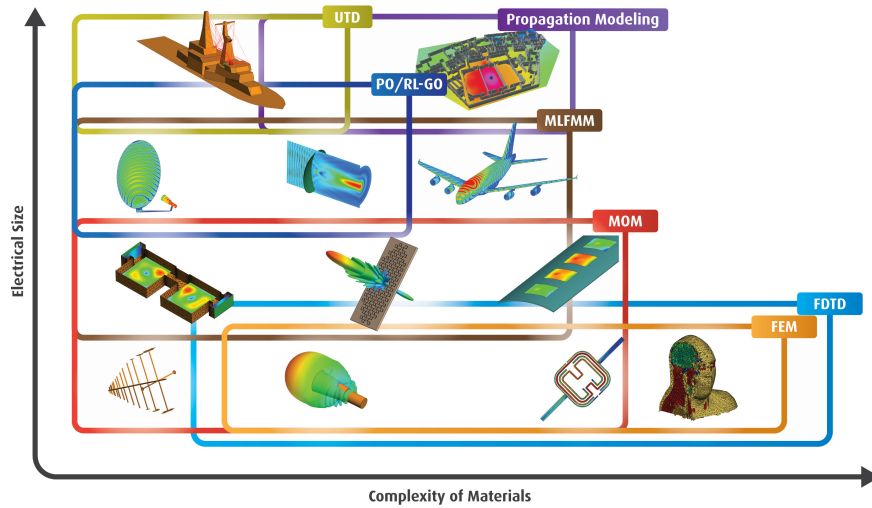 UTD
Propagation Modeling
PO/RL-GO
MLFMM
MOM
FDTD
FEM
Electrical Size
Complexity of Materials